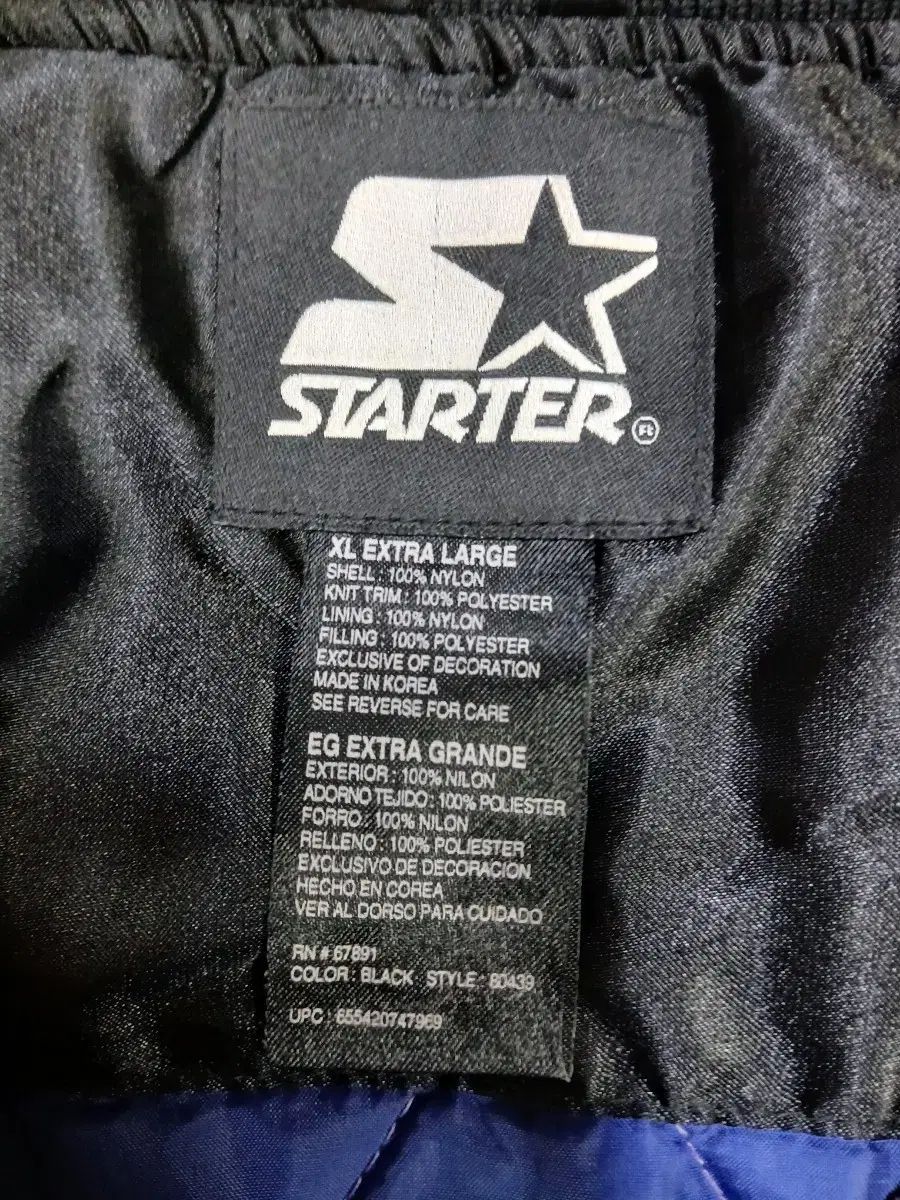 STARTER
XL EXTRA LARGE
SHELL : 100% NYLON
KNIT TRIM : 100% POLYESTER
LINING : 100% NYLON
FILLING : 100% POLYESTER
EXCLUSIVE OF DECORATION
MADE IN KOREA
SEE REVERSE FOR CARE
EG EXTRA GRANDE
EXTERIOR : 100% NILON
ADORNO TEJIDO : 100% POLIESTER
FORRO : 100% NILON
RELLENO : 100% POLIESTER
EXCLUSIVO DE DECORACION
HECHO EN COREA
VER AL DORSO PARA CUIDADO
RN # 67891
COLOR : BLACK STYLE : 80439
UPC : 655420747969